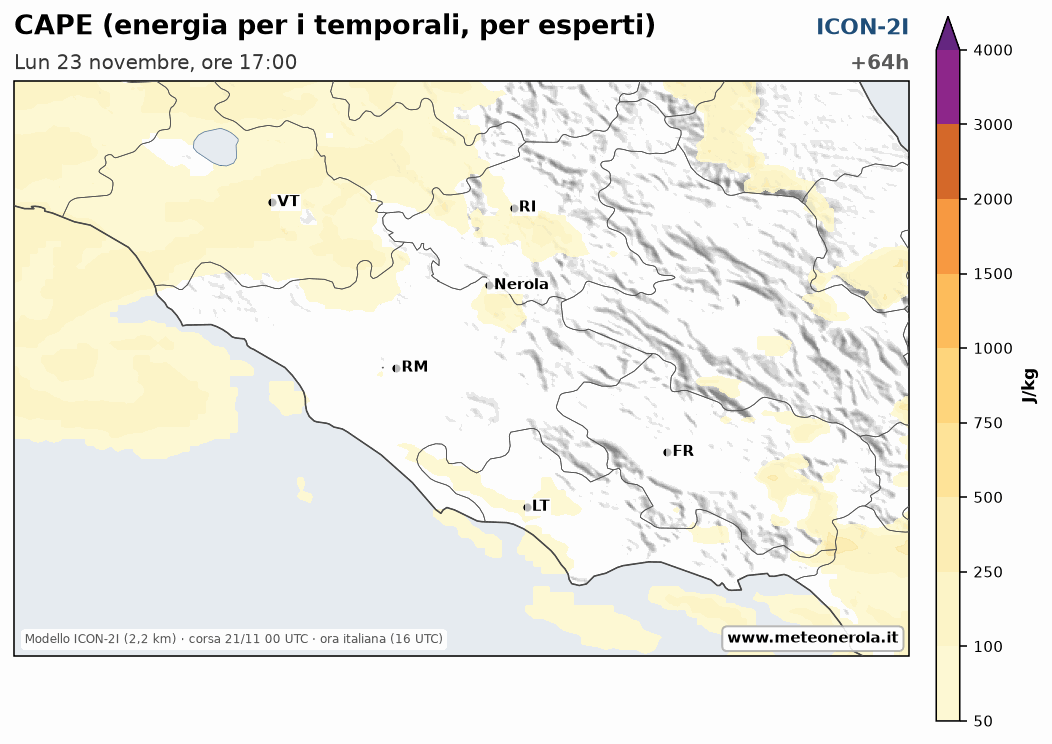 CAPE (energia per i temporali, per esperti)
ICON-2I
Lun 23 novembre, ore 17:00
+64h
4000
3000
2000
1500
1000
750
500
250
100
50
J/kg
VT
RI
Nerola
RM
FR
LT
Modello ICON-2I (2,2 km) · corsa 21/11 00 UTC · ora italiana (16 UTC)
www.meteonerola.it